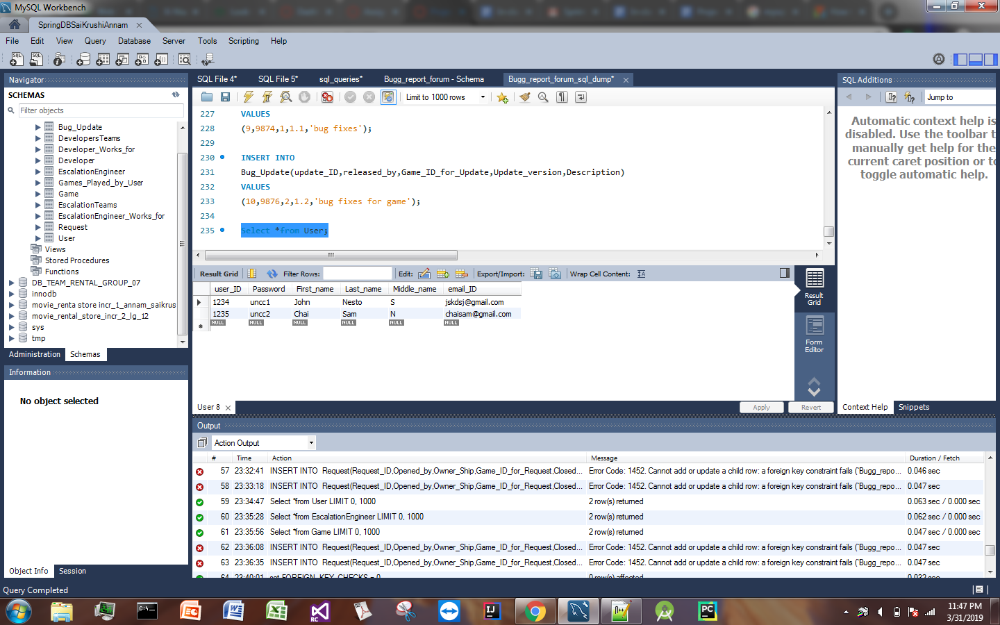 MySQL Workbench
SpringDBSaiKrushiAnnam
File Edit View Query Database Server Tools Scripting Help
Navigator
SCHEMAS
Filter objects
Bug_Update
DevelopersTeams
Developer_Works_for
Developer
EscalationEngineer
Games_Played_by_User
Game
EscalationTeams
EscalationEngineer_Works_for
Request
User
Views
Stored Procedures
Functions
DB_TEAM_RENTAL_GROUP_07
innodb
movie_renta store incr_1_annam_saikrus
movie_rental_store_incr_2_lg_12
sys
tmp
Administration Schemas
Information
No object selected
Object Info Session
SQL File 4* SQL File 5* sql_queries* Bugg_report_forum - Schema Bugg_report_forum_sql_dump*
Limit to 1000 rows
227 VALUES
228 (9,9874,1,1.1,'bug fixes');
229
230 INSERT INTO
231 Bug_Update(update_ID,released_by,Game_ID_for_Update,Update_version,Description)
232 VALUES
233 (10,9876,2,1.2,'bug fixes for game');
234
235 Select *from User;
Result Grid Filter Rows: Edit: Export/Import: Wrap Cell Content:
user_ID Password First_name Last_name Middle_name email_ID
1234 uncc1 John Nesto S jskdsj@gmail.com
1235 uncc2 Chai Sam N chaisam@gmail.com
NULL NULL NULL NULL NULL NULL
Result Grid
Form Editor
User 8
Apply Revert
SQL Additions
Jump to
Automatic context help is
disabled. Use the toolbar t
manually get help for the
current caret position or to
toggle automatic help.
Context Help Snippets
Output
Action Output
# Time Action Message Duration / Fetch
57 23:32:41 INSERT INTO Request(Request_ID,Opened_by,Owner_Ship,Game_ID_for_Request,Closed... Error Code: 1452. Cannot add or update a child row: a foreign key constraint fails (`Bugg_repo... 0.046 sec
58 23:33:18 INSERT INTO Request(Request_ID,Opened_by,Owner_Ship,Game_ID_for_Request,Closed... Error Code: 1452. Cannot add or update a child row: a foreign key constraint fails (`Bugg_repo... 0.047 sec
59 23:34:47 Select *from User LIMIT 0, 1000 2 row(s) returned 0.063 sec / 0.000 sec
60 23:35:28 Select *from EscalationEngineer LIMIT 0, 1000 2 row(s) returned 0.062 sec / 0.000 sec
61 23:35:56 Select *from Game LIMIT 0, 1000 2 row(s) returned 0.047 sec / 0.000 sec
62 23:36:08 INSERT INTO Request(Request_ID,Opened_by,Owner_Ship,Game_ID_for_Request,Closed... Error Code: 1452. Cannot add or update a child row: a foreign key constraint fails (`Bugg_repo... 0.047 sec
63 23:36:35 INSERT INTO Request(Request_ID,Opened_by,Owner_Ship,Game_ID_for_Request,Closed... Error Code: 1452. Cannot add or update a child row: a foreign key constraint fails (`Bugg_repo... 0.047 sec
64 23:40:01 set FOREIGN_KEY_CHECKS = 0 0 row(s) affected 0.032 sec
Query Completed
11:47 PM
3/31/2019